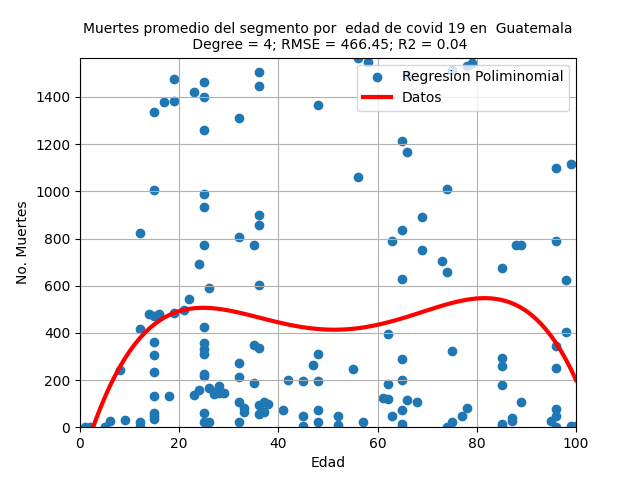 Muertes promedio del segmento por  edad de covid 19 en  Guatemala
Degree = 4; RMSE = 466.45; R2 = 0.04
Regresion Poliminomial
Datos
1400
1200
1000
800
600
400
200
0
No. Muertes
0 20 40 60 80 100
Edad